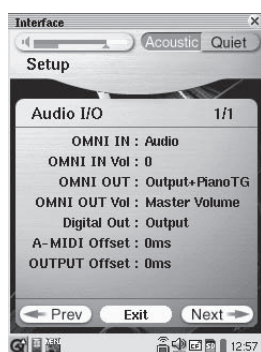 Interface
Acoustic Quiet
Setup
Audio I/O 1/1
OMNI IN : Audio
OMNI IN Vol : 0
OMNI OUT : Output+PianoTG
OMNI OUT Vol : Master Volume
Digital Out : Output
A-MIDI Offset : 0ms
OUTPUT Offset : 0ms
Prev Exit Next
12:57